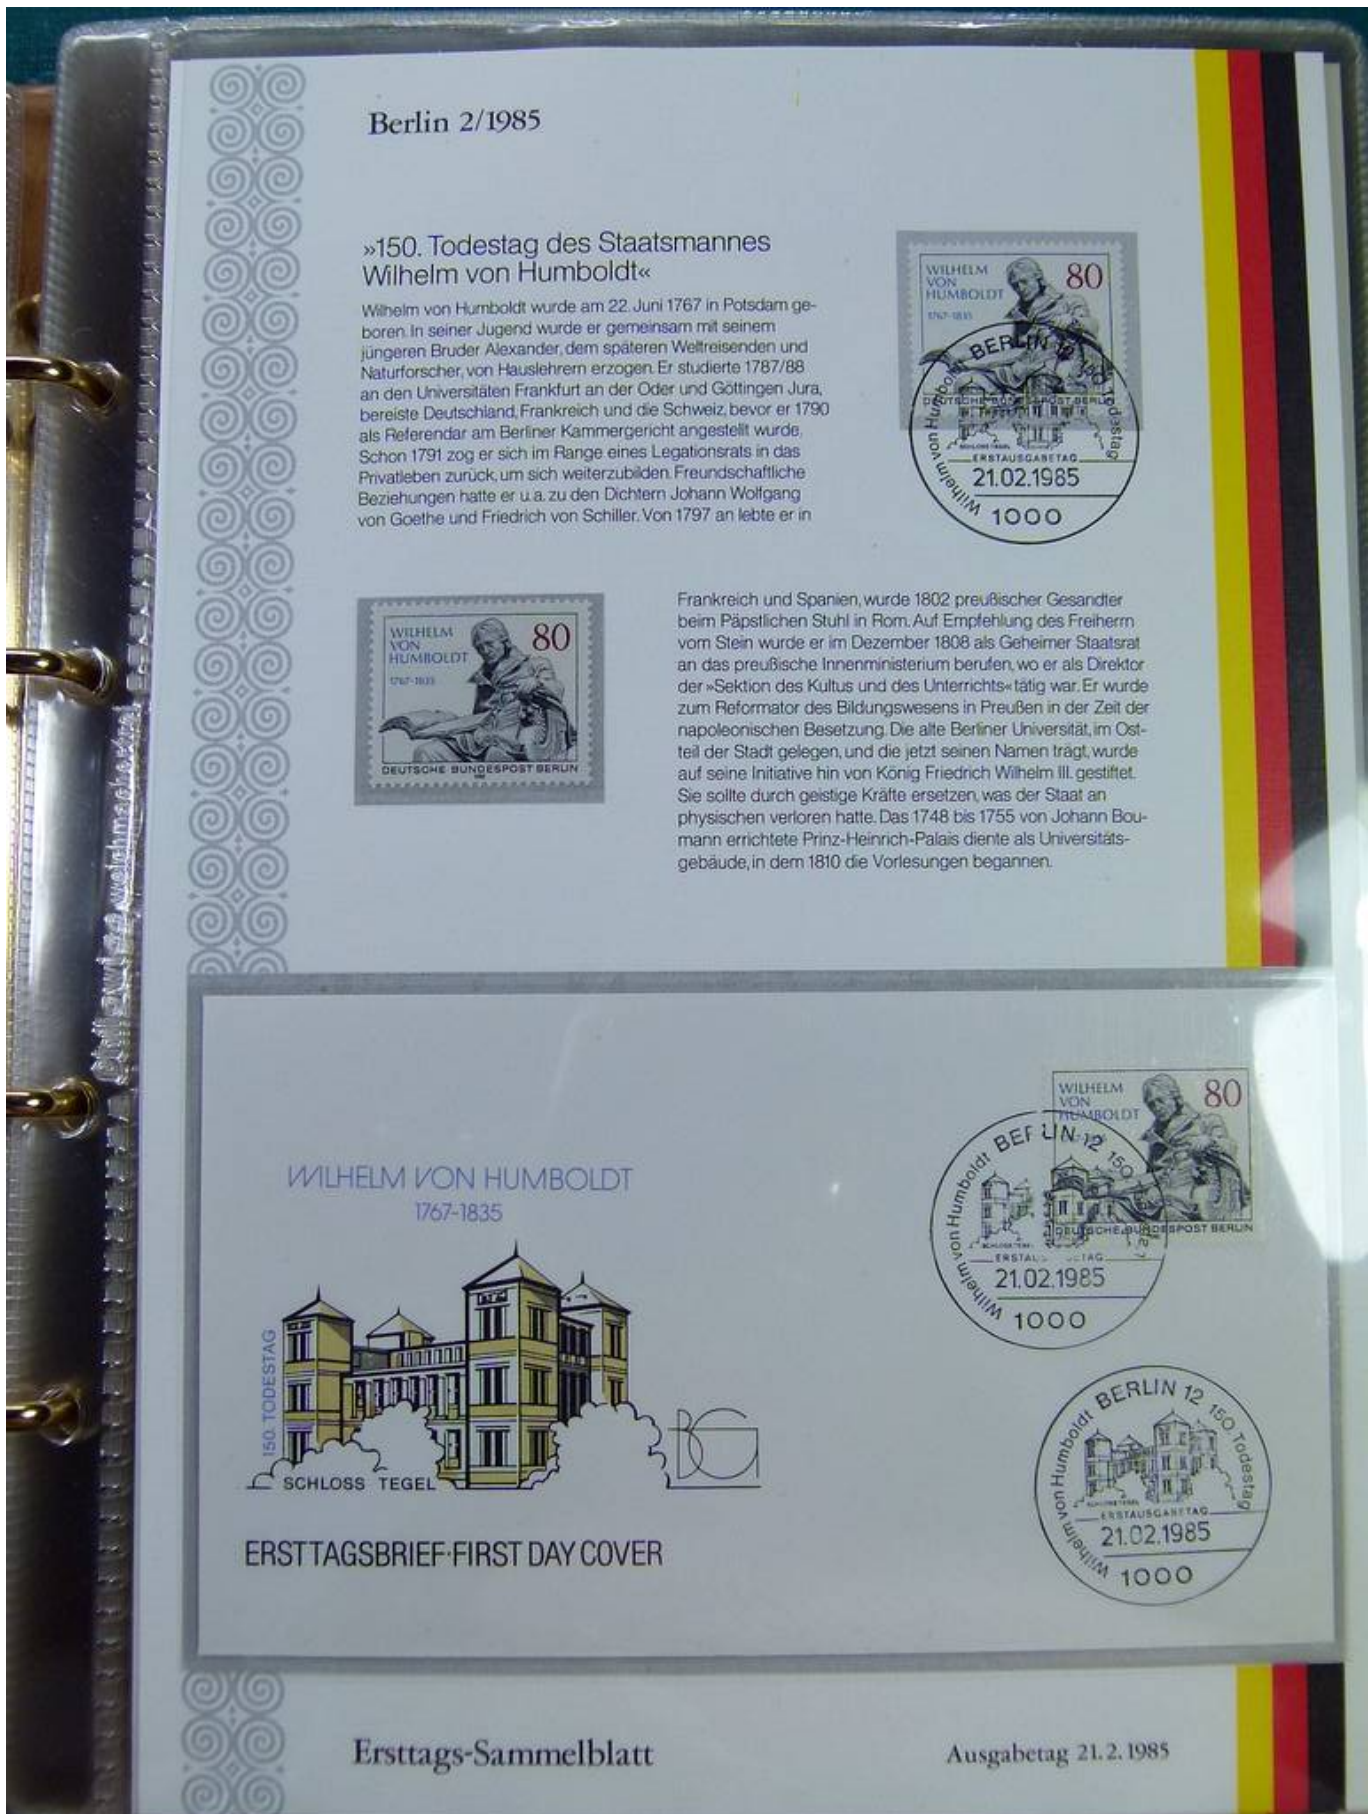 Berlin 2/1985
»150. Todestag des Staatsmannes
Wilhelm von Humboldt«
Wilhelm von Humboldt wurde am 22. Juni 1767 in Potsdam ge-
boren. In seiner Jugend wurde er gemeinsam mit seinem
jüngeren Bruder Alexander, dem späteren Weltreisenden und
Naturforscher, von Hauslehrern erzogen. Er studierte 1787/88
an den Universitäten Frankfurt an der Oder und Göttingen Jura,
bereiste Deutschland, Frankreich und die Schweiz, bevor er 1790
als Referendar am Berliner Kammergericht angestellt wurde.
Schon 1791 zog er sich im Range eines Legationsrats in das
Privatleben zurück, um sich weiterzubilden. Freundschaftliche
Beziehungen hatte er u. a. zu den Dichtern Johann Wolfgang
von Goethe und Friedrich von Schiller. Von 1797 an lebte er in
WILHELM
VON
HUMBOLDT
80
1767-1835
DEUTSCHE BUNDESPOST BERLIN
BERLIN 12
Wilhelm von Humboldt 150. Todestag
SCHLOSS TEGEL
ERSTAUSGABETAG
21.02.1985
1000
WILHELM
VON
HUMBOLDT
80
1767-1835
DEUTSCHE BUNDESPOST BERLIN
Frankreich und Spanien, wurde 1802 preußischer Gesandter
beim Päpstlichen Stuhl in Rom. Auf Empfehlung des Freiherrn
vom Stein wurde er im Dezember 1808 als Geheimer Staatsrat
an das preußische Innenministerium berufen, wo er als Direktor
der »Sektion des Kultus und des Unterrichts« tätig war. Er wurde
zum Reformator des Bildungswesens in Preußen in der Zeit der
napoleonischen Besetzung. Die alte Berliner Universität, im Ost-
teil der Stadt gelegen, und die jetzt seinen Namen trägt, wurde
auf seine Initiative hin von König Friedrich Wilhelm III. gestiftet.
Sie sollte durch geistige Kräfte ersetzen, was der Staat an
physischen verloren hatte. Das 1748 bis 1755 von Johann Bou-
mann errichtete Prinz-Heinrich-Palais diente als Universitäts-
gebäude, in dem 1810 die Vorlesungen begannen.
WILHELM VON HUMBOLDT
1767-1835
150. TODESTAG
SCHLOSS TEGEL
BG
ERSTTAGSBRIEF·FIRST DAY COVER
WILHELM
VON
HUMBOLDT
80
DEUTSCHE BUNDESPOST BERLIN
BERLIN 12
Wilhelm von Humboldt 150.
21.02.1985
1000
BERLIN 12
Wilhelm von Humboldt 150. Todestag
SCHLOSS TEGEL
ERSTAUSGABETAG
21.02.1985
1000
Ersttags-Sammelblatt
Ausgabetag 21. 2. 1985